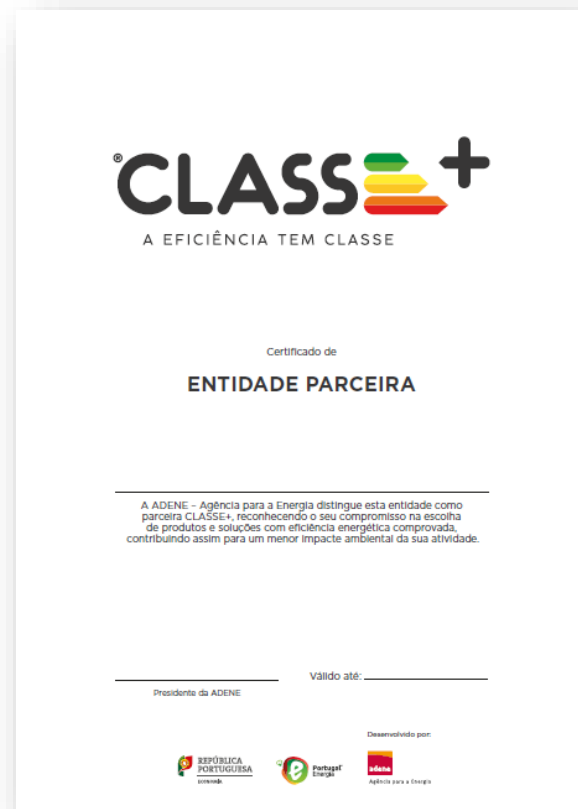 ®CLASSE+
A EFICIÊNCIA TEM CLASSE
Certificado de
ENTIDADE PARCEIRA
A ADENE – Agência para a Energia distingue esta entidade como
parceira CLASSE+, reconhecendo o seu compromisso na escolha
de produtos e soluções com eficiência energética comprovada,
contribuindo assim para um menor impacte ambiental da sua atividade.
Válido até:
Presidente da ADENE
Desenvolvido por:
REPÚBLICA
PORTUGUESA
ECONOMIA
Portugal
Energia
adene
Agência para a Energia